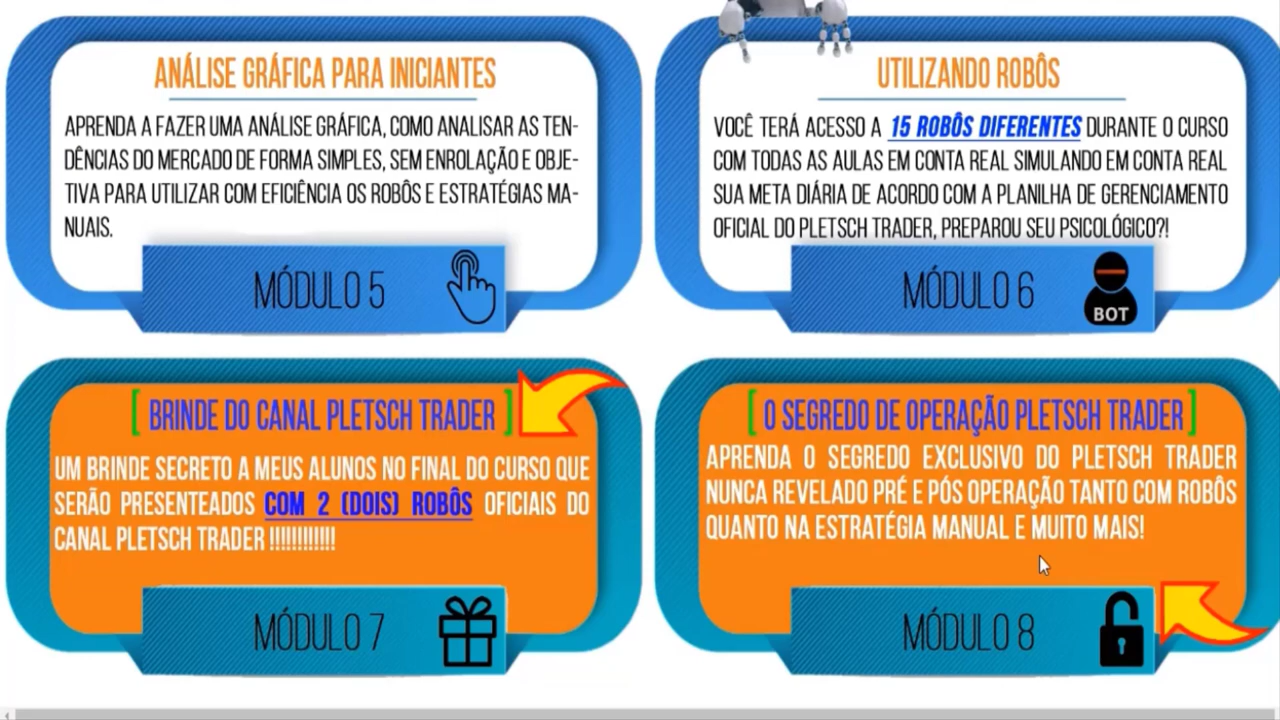 ANÁLISE GRÁFICA PARA INICIANTES
APRENDA A FAZER UMA ANÁLISE GRÁFICA, COMO ANALISAR AS TEN-
DÊNCIAS DO MERCADO DE FORMA SIMPLES, SEM ENROLAÇÃO E OBJE-
TIVA PARA UTILIZAR COM EFICIÊNCIA OS ROBÔS E ESTRATÉGIAS MA-
NUAIS.
MÓDULO 5
UTILIZANDO ROBÔS
VOCÊ TERÁ ACESSO A 15 ROBÔS DIFERENTES DURANTE O CURSO
COM TODAS AS AULAS EM CONTA REAL SIMULANDO EM CONTA REAL
SUA META DIÁRIA DE ACORDO COM A PLANILHA DE GERENCIAMENTO
OFICIAL DO PLETSCH TRADER, PREPAROU SEU PSICOLÓGICO?!
MÓDULO 6
BOT
[ BRINDE DO CANAL PLETSCH TRADER ]
UM BRINDE SECRETO A MEUS ALUNOS NO FINAL DO CURSO QUE
SERÃO PRESENTEADOS COM 2 (DOIS) ROBÔS OFICIAIS DO
CANAL PLETSCH TRADER !!!!!!!!!!!!
MÓDULO 7
[ O SEGREDO DE OPERAÇÃO PLETSCH TRADER ]
APRENDA O SEGREDO EXCLUSIVO DO PLETSCH TRADER
NUNCA REVELADO PRÉ E PÓS OPERAÇÃO TANTO COM ROBÔS
QUANTO NA ESTRATÉGIA MANUAL E MUITO MAIS!
MÓDULO 8